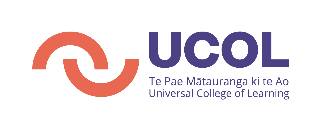 UCOL
Te Pae Mātauranga ki te Ao
Universal College of Learning